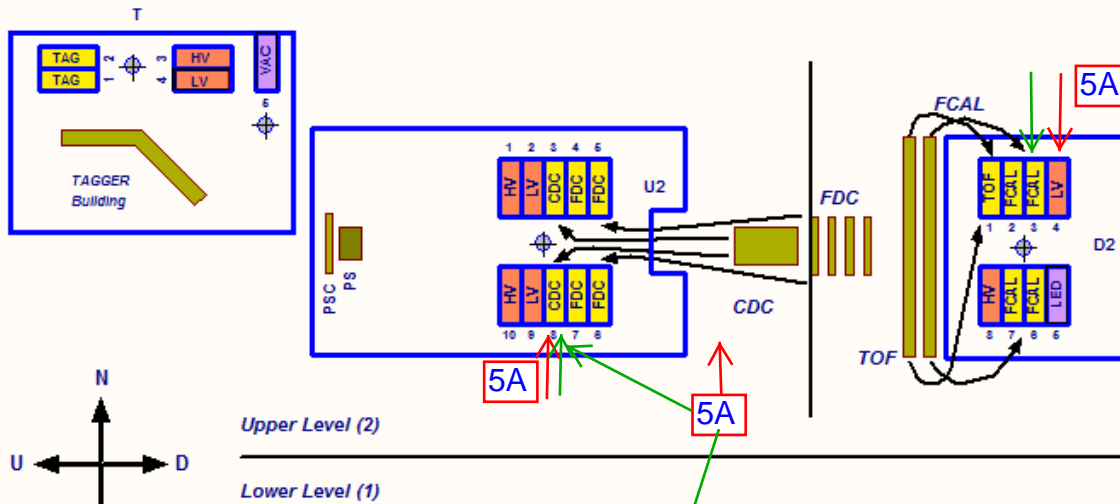 T
TAG
TAG
2
1
3
4
HV
LV
VAC
5
TAGGER
Building
1 2 3 4 5
HV LV CDC FDC FDC
U2
PSC
PS
HV LV CDC FDC FDC
10 9 8 7 6
5A
5A
CDC
FDC
FCAL
5A
TOF FCAL FCAL LV
1 2 3 4
D2
HV FCAL FCAL LED
8 7 6 5
TOF
N
U
D
Upper Level (2)
Lower Level (1)